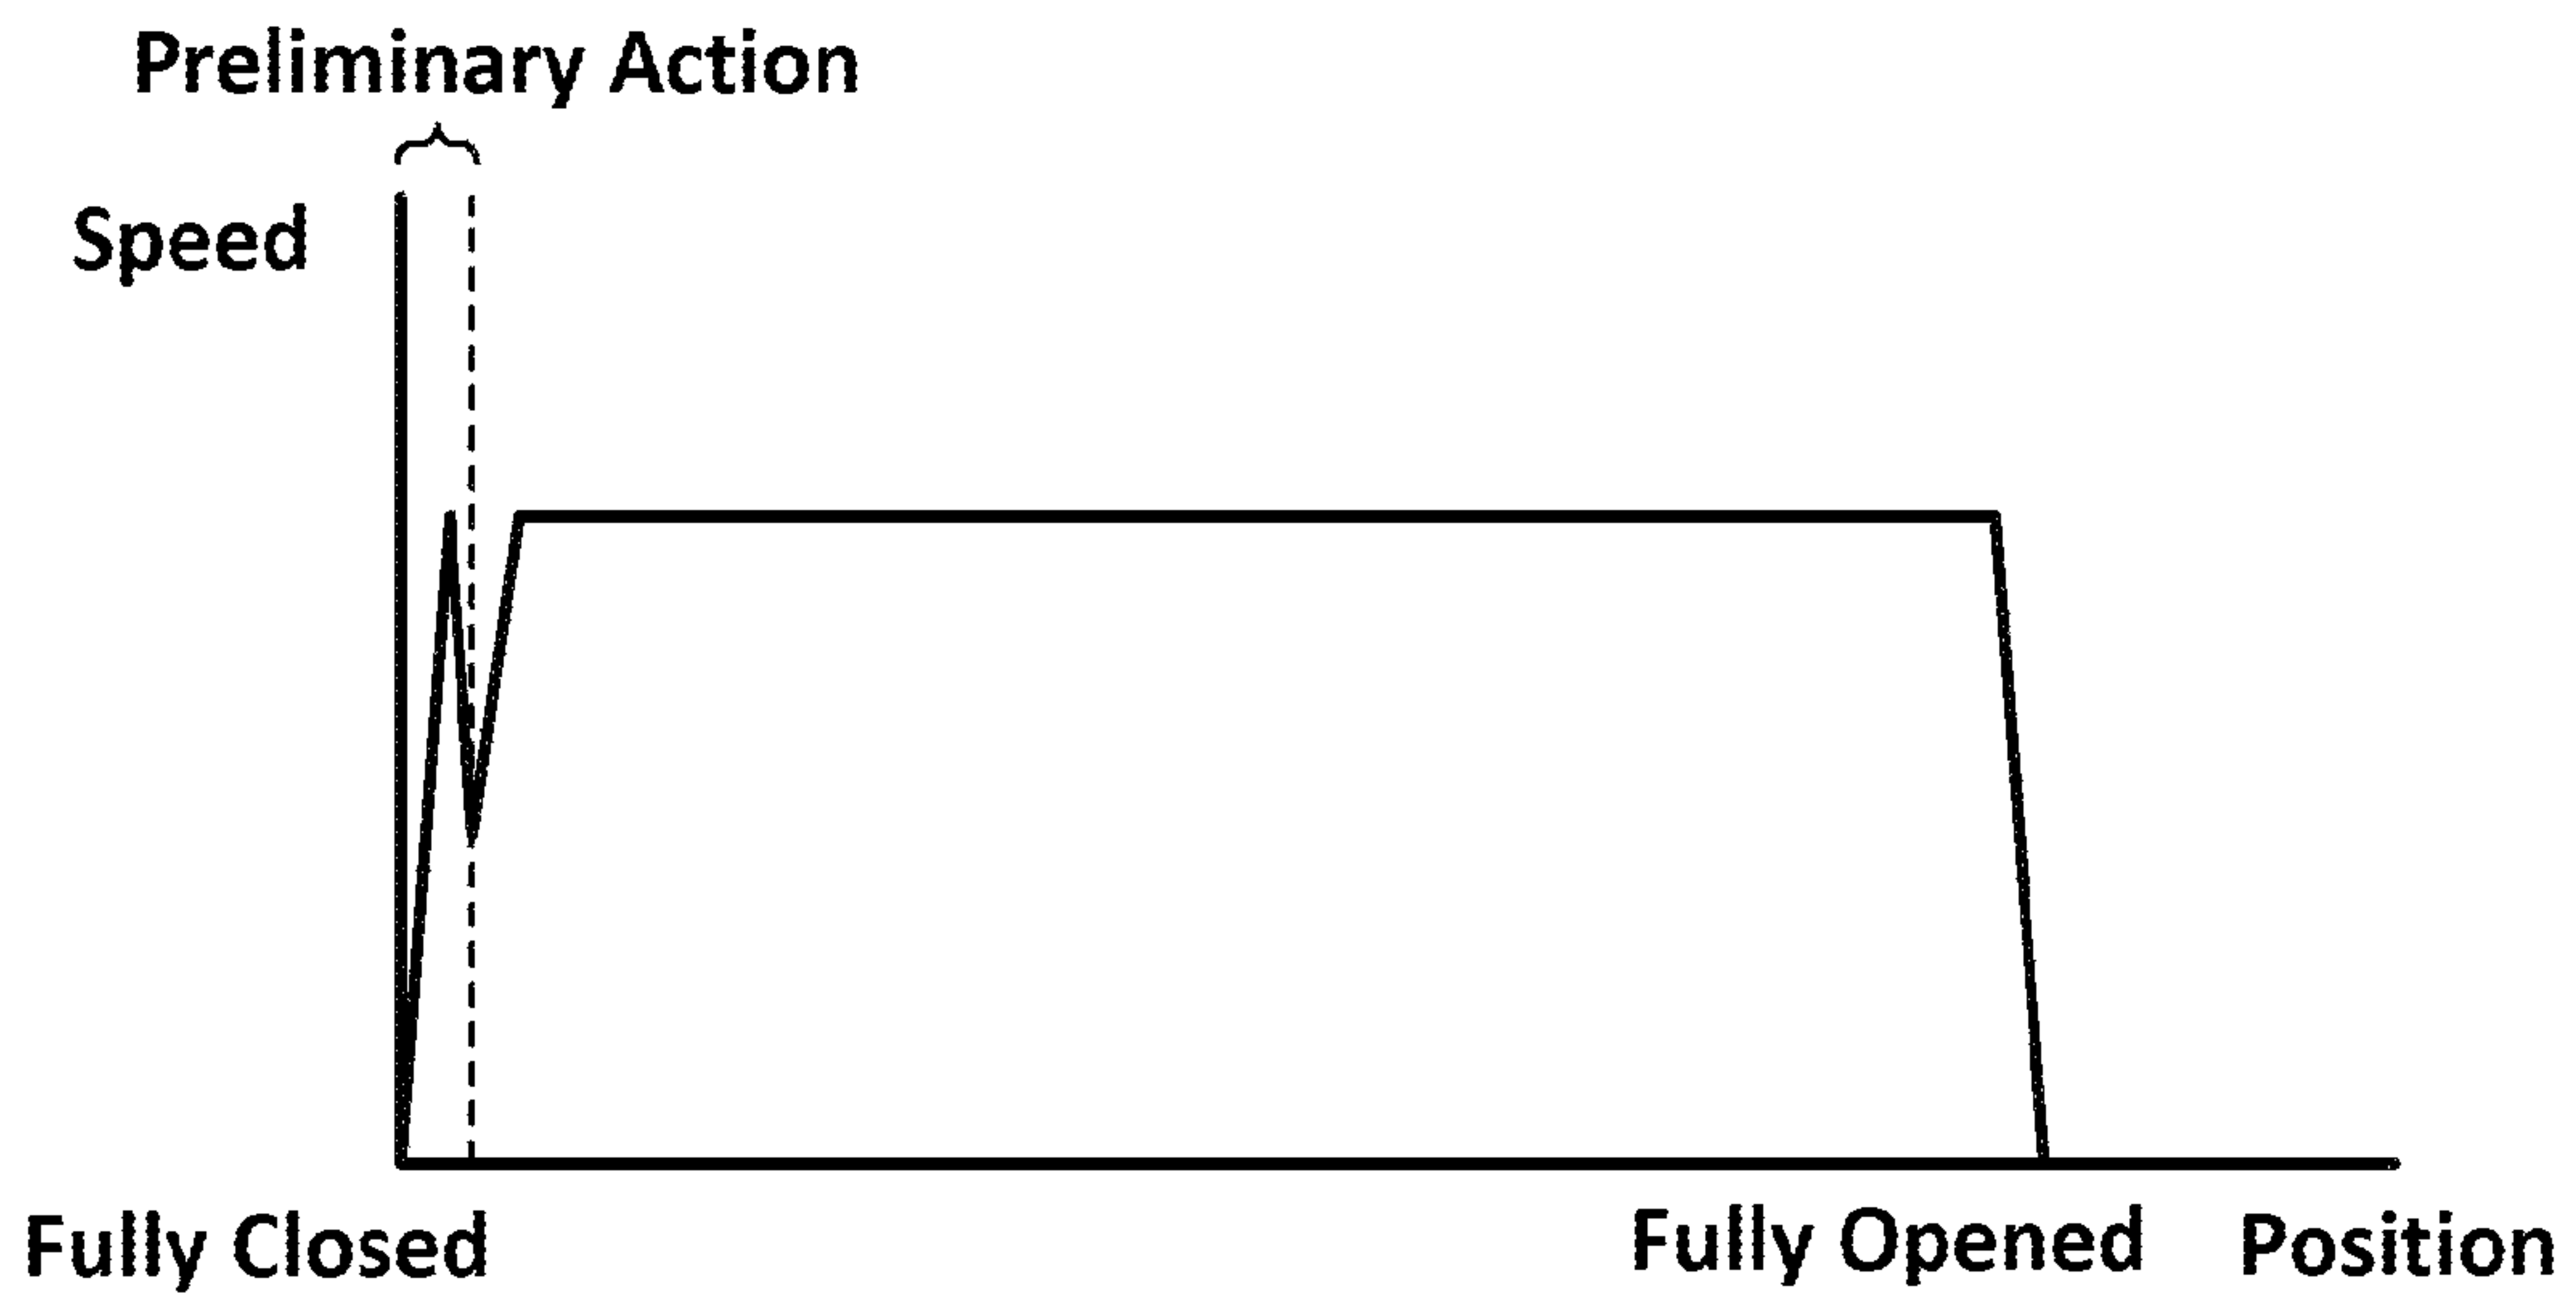 Preliminary Action
Speed
Fully Closed
Fully Opened
Position